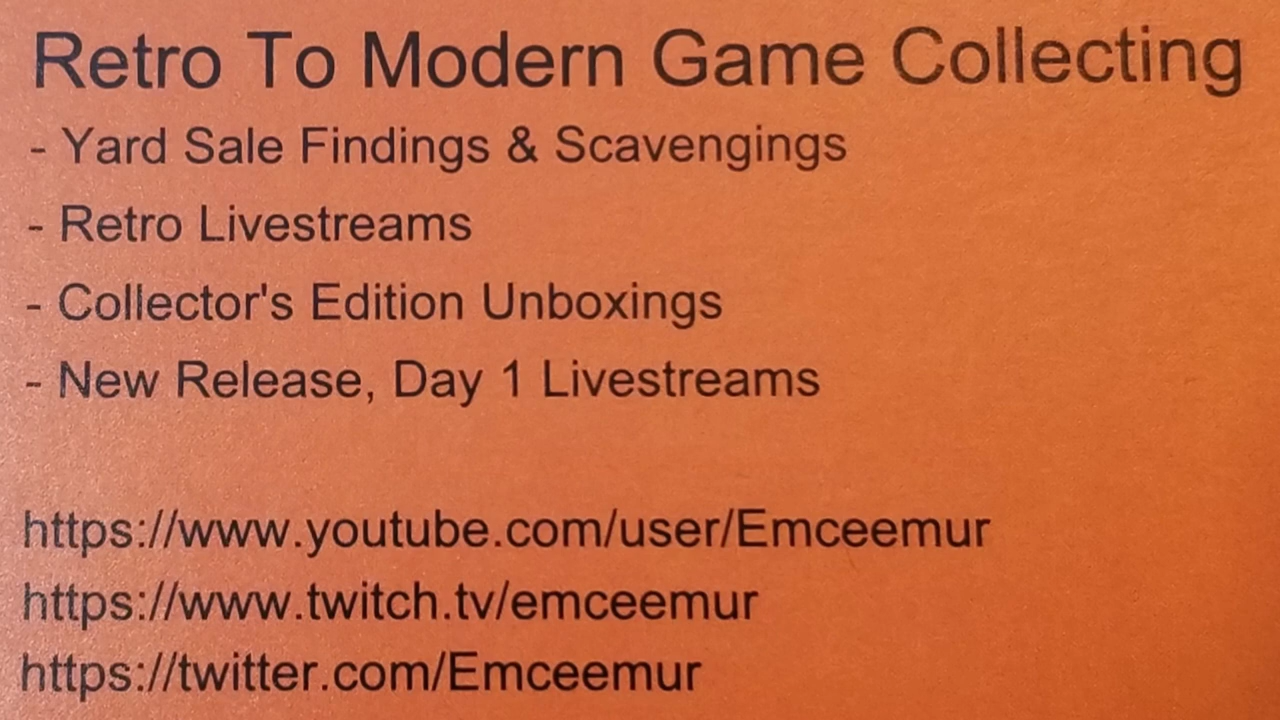 Retro To Modern Game Collecting
- Yard Sale Findings & Scavengings
- Retro Livestreams
- Collector's Edition Unboxings
- New Release, Day 1 Livestreams
https://www.youtube.com/user/Emceemur
https://www.twitch.tv/emceemur
https://twitter.com/Emceemur